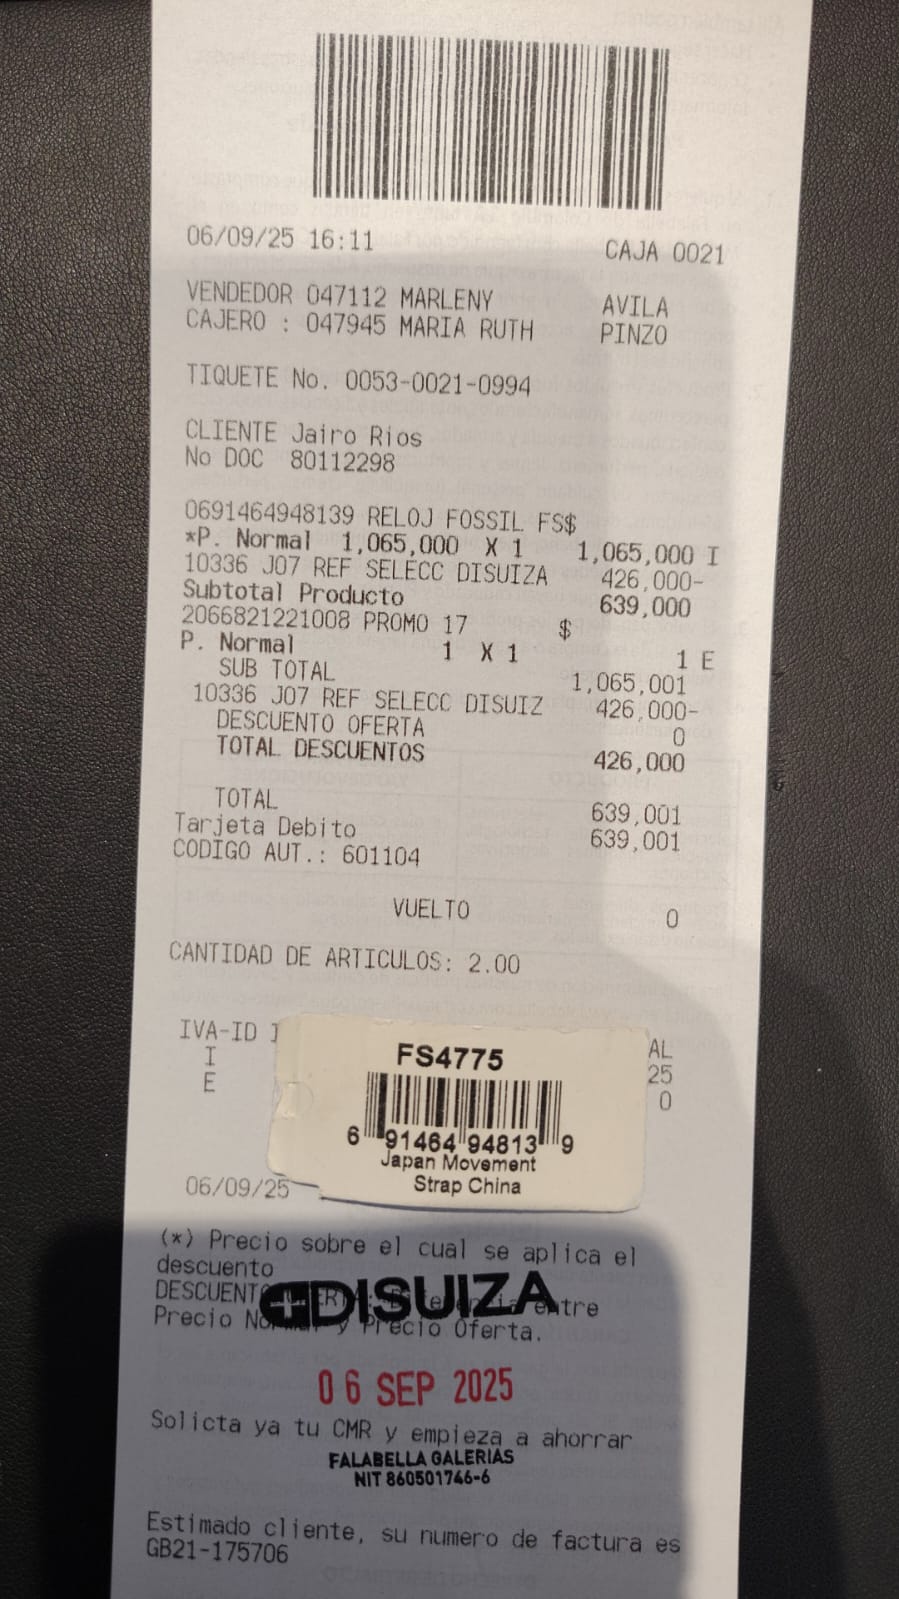 06/09/25 16:11 CAJA 0021
VENDEDOR 047112 MARLENY AVILA
CAJERO : 047945 MARIA RUTH PINZO
TIQUETE No. 0053-0021-0994
CLIENTE Jairo Rios
No DOC 80112298
0691464948139 RELOJ FOSSIL FS$
*P. Normal 1,065,000 X 1 1,065,000 I
10336 J07 REF SELECC DISUIZA 426,000-
Subtotal Producto 639,000
2066821221008 PROMO 17 $
P. Normal 1 X 1 1 E
SUB TOTAL 1,065,001
10336 J07 REF SELECC DISUIZ 426,000-
DESCUENTO OFERTA 0
TOTAL DESCUENTOS 426,000
TOTAL 639,001
Tarjeta Debito 639,001
CODIGO AUT.: 601104
VUELTO 0
CANTIDAD DE ARTICULOS: 2.00
IVA-ID
I
E
AL
25
0
FS4775
6 91464 94813 9
Japan Movement
Strap China
06/09/25
(*) Precio sobre el cual se aplica el
descuento
DESCUENTO OFERTA: Diferencia entre
Precio Normal y Precio Oferta.
DISUIZA
06 SEP 2025
Solicta ya tu CMR y empieza a ahorrar
FALABELLA GALERIAS
NIT 860501746-6
Estimado cliente, su numero de factura es
GB21-175706